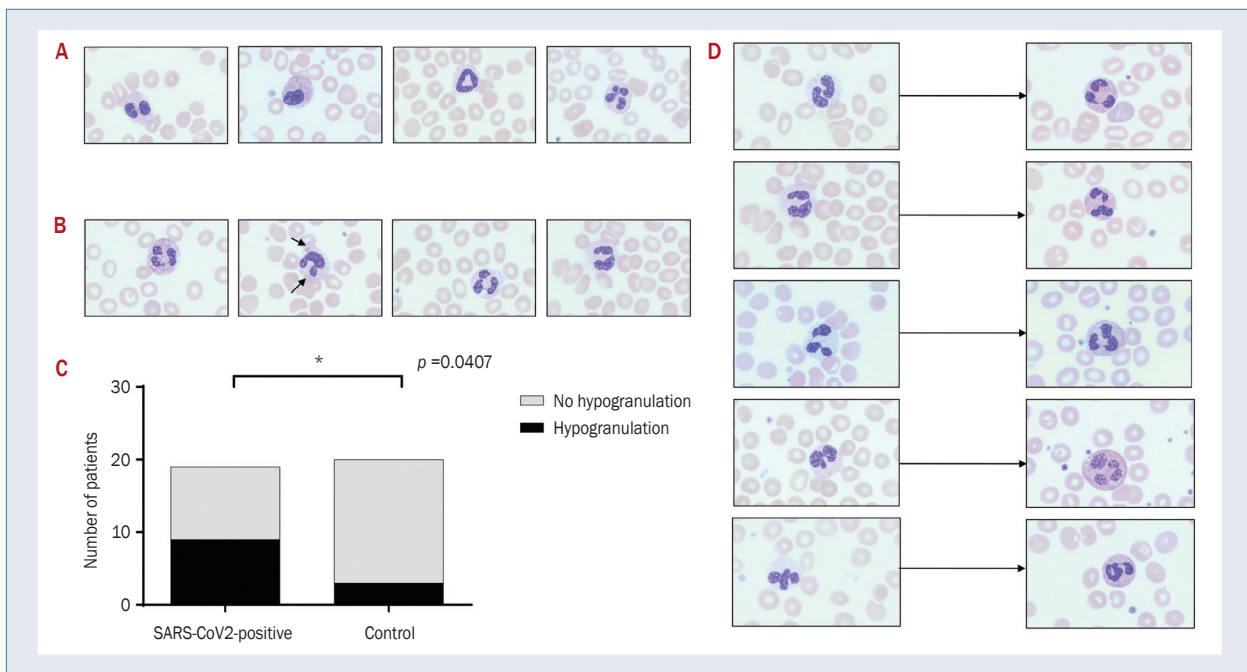 A
B
C
* p =0.0407
30
20
10
0
Number of patients
No hypogranulation
Hypogranulation
SARS-CoV2-positive
Control
D